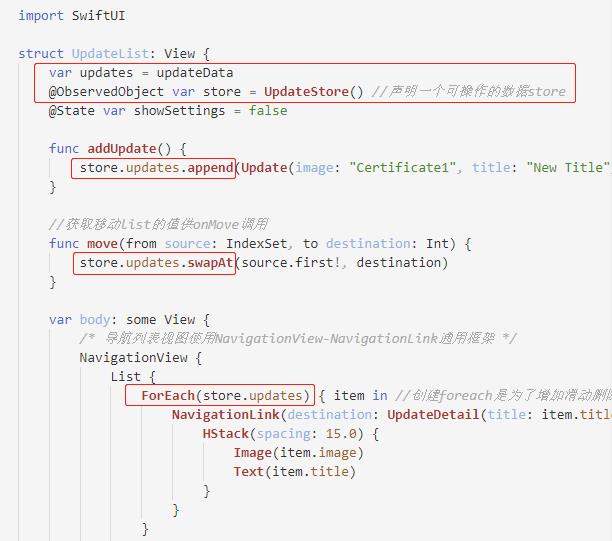 import SwiftUI
struct UpdateList: View {
var updates = updateData
@ObservedObject var store = UpdateStore() //声明一个可操作的数据store
@State var showSettings = false
func addUpdate() {
store.updates.append(Update(image: "Certificate1", title: "New Title",
}
//获取移动list的值供onMove调用
func move(from source: IndexSet, to destination: Int) {
store.updates.swapAt(source.first!, destination)
}
var body: some View {
/* 导航列表视图使用NavigationView-NavigationLink通用框架 */
NavigationView {
List {
ForEach(store.updates) { item in //创建foreach是为了增加滑动删除
NavigationLink(destination: UpdateDetail(title: item.title
HStack(spacing: 15.0) {
Image(item.image)
Text(item.title)
}
}
}